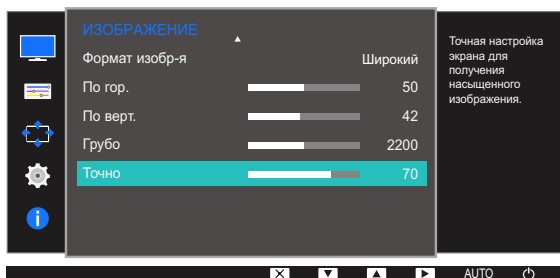 ИЗОБРАЖЕНИЕ
Формат изобр-я Широкий
По гор. 50
По верт. 42
Грубо 2200
Точно 70
Точная настройка
экрана для
получения
насыщенного
изображения.
AUTO